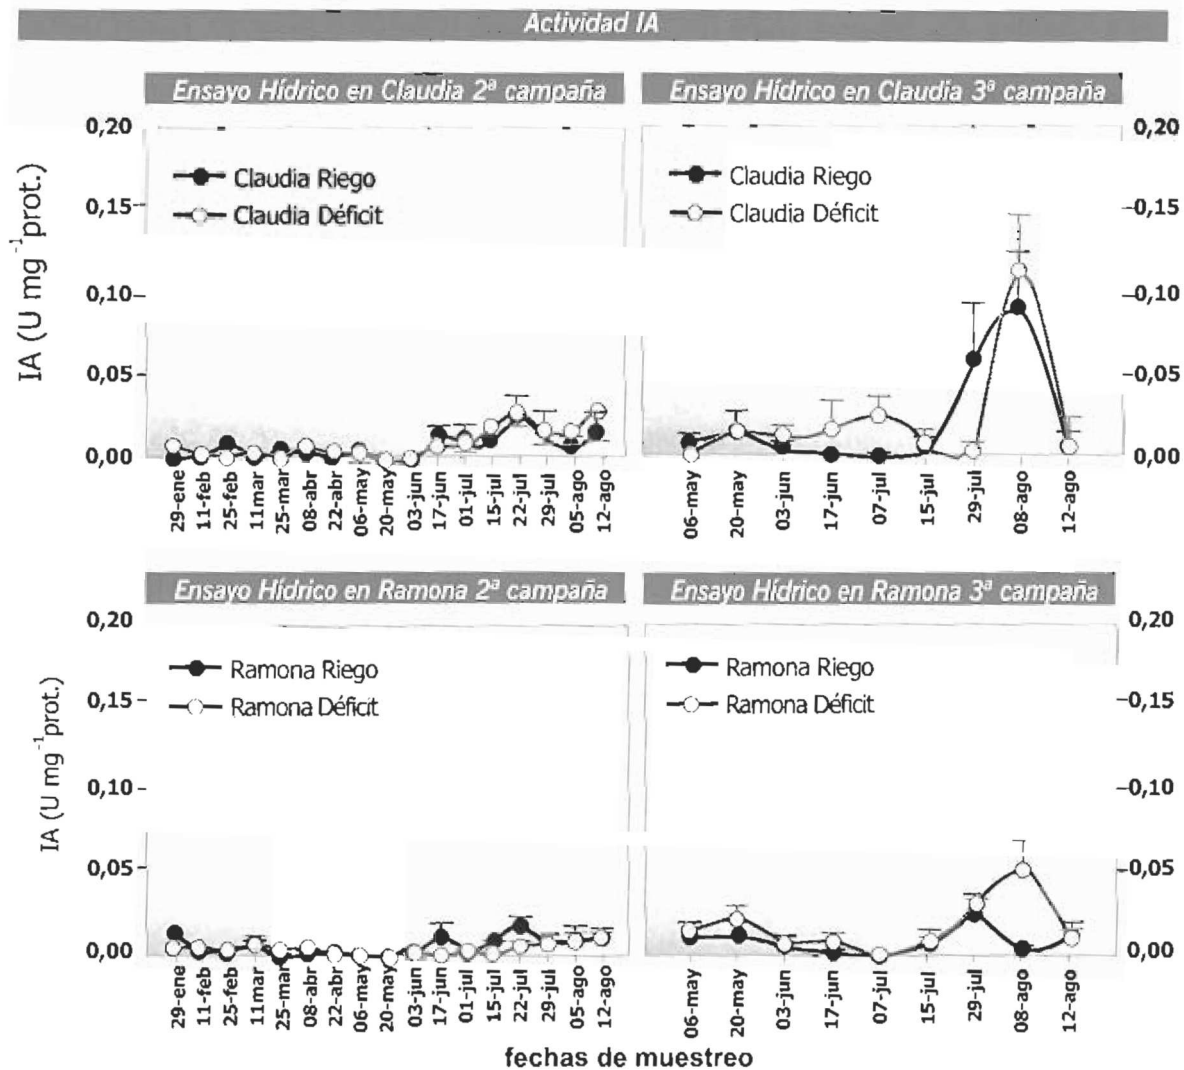 Actividad IA
Ensayo Hídrico en Claudia 2ª campaña
Ensayo Hídrico en Claudia 3ª campaña
IA (U mg⁻¹prot.)
0,20
0,15
0,10
0,05
0,00
Claudia Riego
Claudia Déficit
29-ene
11-feb
25-feb
11mar
25-mar
08-abr
22-abr
06-may
20-may
03-jun
17-jun
01-jul
15-jul
22-jul
29-jul
05-ago
12-ago
Claudia Riego
Claudia Déficit
0,20
0,15
0,10
0,05
0,00
06-may
20-may
03-jun
17-jun
07-jul
15-jul
29-jul
08-ago
12-ago
Ensayo Hídrico en Ramona 2ª campaña
Ensayo Hídrico en Ramona 3ª campaña
IA (U mg⁻¹prot.)
0,20
0,15
0,10
0,05
0,00
Ramona Riego
Ramona Déficit
29-ene
11-feb
25-feb
11mar
25-mar
08-abr
22-abr
06-may
20-may
03-jun
17-jun
01-jul
15-jul
22-jul
29-jul
05-ago
12-ago
Ramona Riego
Ramona Déficit
0,20
0,15
0,10
0,05
0,00
06-may
20-may
03-jun
17-jun
07-jul
15-jul
29-jul
08-ago
12-ago
fechas de muestreo